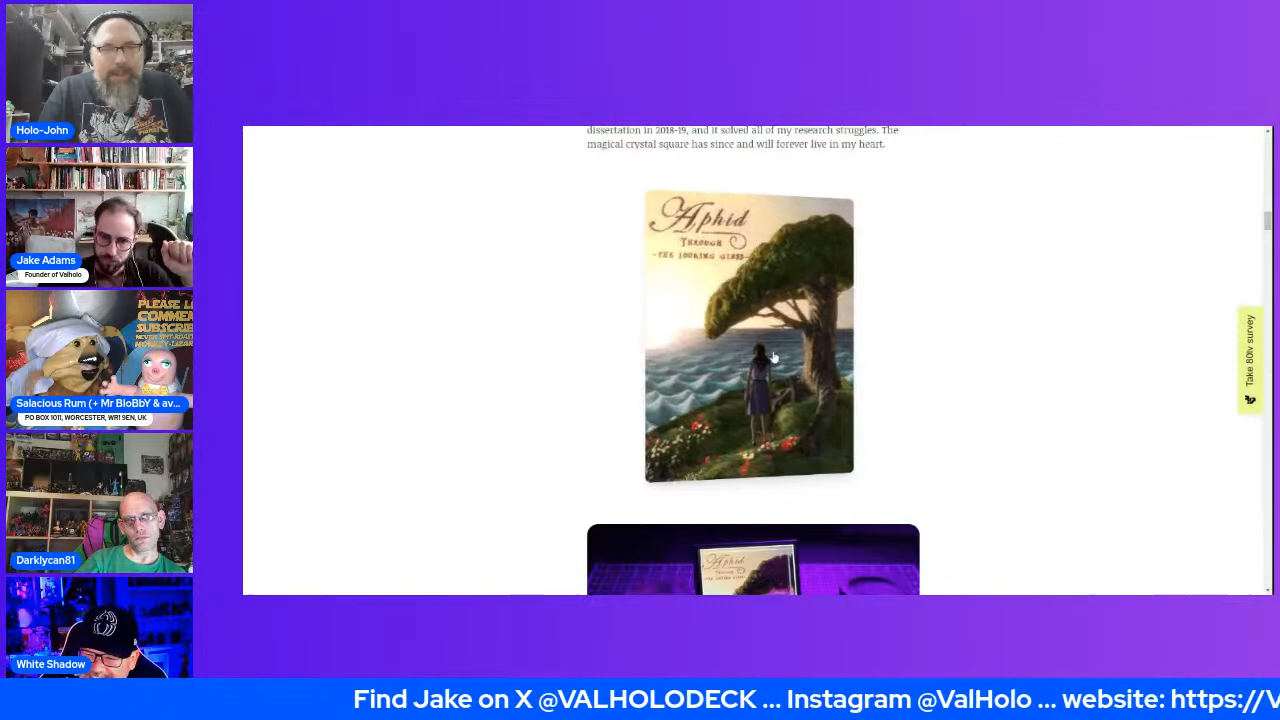 Holo-John
Jake Adams
Founder of Valholo
PLEASE LI
COMMEN
SUBSCRIBE
Salacious Rum (+ Mr BloBbY & av...
PO BOX 1011, WORCESTER, WR1 9EN, UK
Darklycan81
White Shadow
dissertation in 2018-19, and it solved all of my research struggles. The
magical crystal square has since and will forever live in my heart.
Aphid
THROUGH
-THE LOOKING GLASS-
Aphid
Take 80lv survey
Find Jake on X @VALHOLODECK ... Instagram @ValHolo ... website: https://V